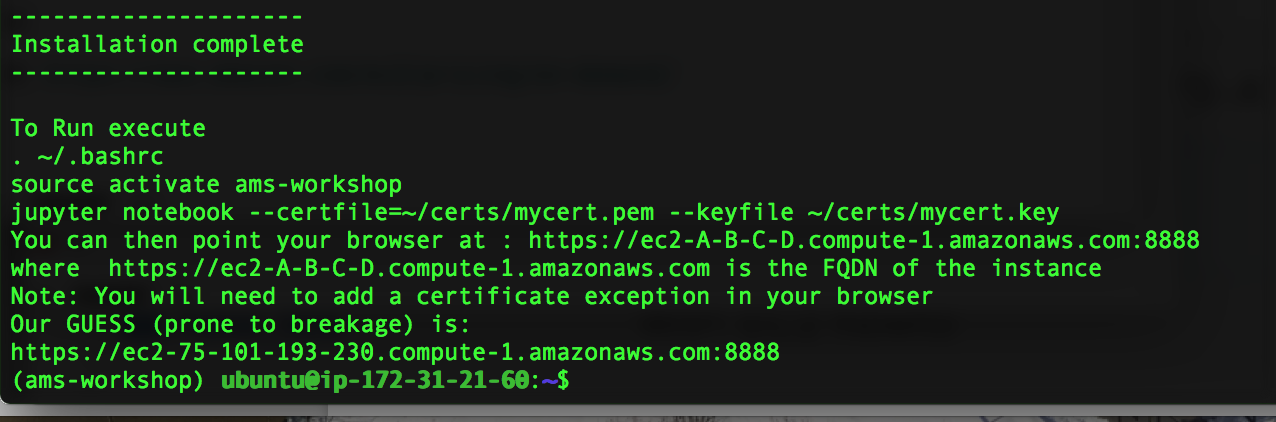 ---------------------
Installation complete
---------------------
To Run execute
. ~/.bashrc
source activate ams-workshop
jupyter notebook --certfile=~/certs/mycert.pem --keyfile ~/certs/mycert.key
You can then point your browser at : https://ec2-A-B-C-D.compute-1.amazonaws.com:8888
where  https://ec2-A-B-C-D.compute-1.amazonaws.com is the FQDN of the instance
Note: You will need to add a certificate exception in your browser
Our GUESS (prone to breakage) is:
https://ec2-75-101-193-230.compute-1.amazonaws.com:8888
(ams-workshop) ubuntu@ip-172-31-21-60:~$